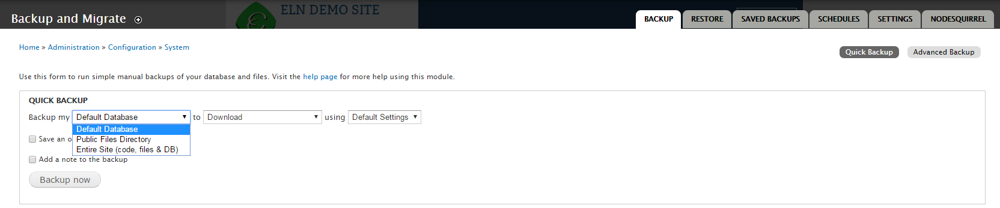 ELN DEMO SITE
Backup and Migrate
BACKUP RESTORE SAVED BACKUPS SCHEDULES SETTINGS NODESQUIRREL
Home » Administration » Configuration » System
Quick Backup Advanced Backup
Use this form to run simple manual backups of your database and files. Visit the help page for more help using this module.
QUICK BACKUP
Backup my Default Database to Download using Default Settings
Default Database
Public Files Directory
Save an
Entire Site (code, files & DB)
Add a note to the backup
Backup now